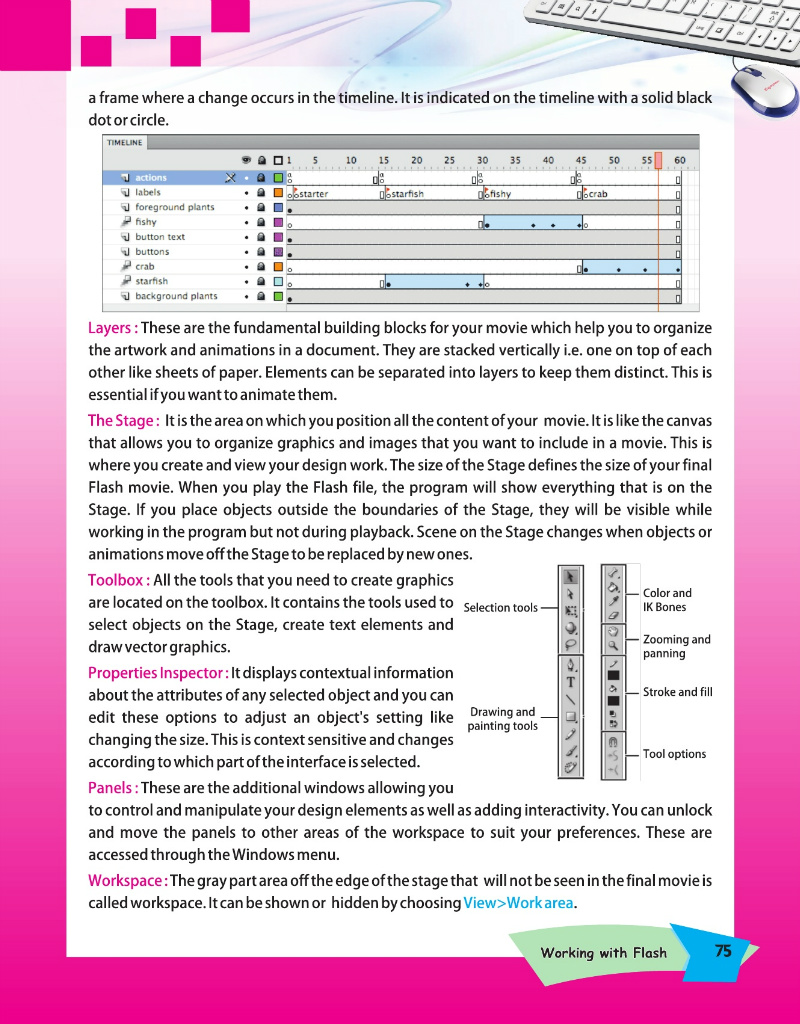 a frame where a change occurs in the timeline. It is indicated on the timeline with a solid black
dot or circle.
TIMELINE
1 5 10 15 20 25 30 35 40 45 50 55 60
actions
labels starter starfish fishy crab
foreground plants
fishy
button text
buttons
crab
starfish
background plants
Layers : These are the fundamental building blocks for your movie which help you to organize
the artwork and animations in a document. They are stacked vertically i.e. one on top of each
other like sheets of paper. Elements can be separated into layers to keep them distinct. This is
essential if you want to animate them.
The Stage : It is the area on which you position all the content of your movie. It is like the canvas
that allows you to organize graphics and images that you want to include in a movie. This is
where you create and view your design work. The size of the Stage defines the size of your final
Flash movie. When you play the Flash file, the program will show everything that is on the
Stage. If you place objects outside the boundaries of the Stage, they will be visible while
working in the program but not during playback. Scene on the Stage changes when objects or
animations move off the Stage to be replaced by new ones.
Toolbox : All the tools that you need to create graphics
are located on the toolbox. It contains the tools used to
select objects on the Stage, create text elements and
draw vector graphics.
Properties Inspector : It displays contextual information
about the attributes of any selected object and you can
edit these options to adjust an object's setting like
changing the size. This is context sensitive and changes
according to which part of the interface is selected.
Selection tools
Drawing and
painting tools
Color and
IK Bones
Zooming and
panning
Stroke and fill
Tool options
Panels : These are the additional windows allowing you
to control and manipulate your design elements as well as adding interactivity. You can unlock
and move the panels to other areas of the workspace to suit your preferences. These are
accessed through the Windows menu.
Workspace : The gray part area off the edge of the stage that will not be seen in the final movie is
called workspace. It can be shown or hidden by choosing View>Work area.
Working with Flash 75